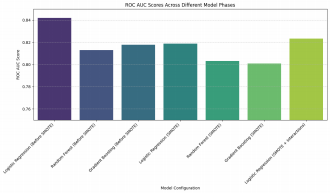 ROC AUC Scores Across Different Model Phases
ROC AUC Score
0.84
0.82
0.80
0.78
0.76
Logistic Regression (Before SMOTE)
Random Forest (Before SMOTE)
Gradient Boosting (Before SMOTE)
Logistic Regression (SMOTE)
Random Forest (SMOTE)
Gradient Boosting (SMOTE)
Logistic Regression (SMOTE + Interactions)
Model Configuration